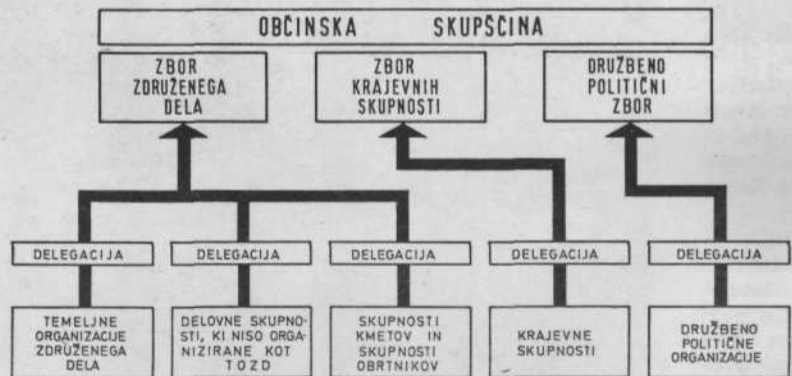 OBČINSKA SKUPŠČINA
ZBOR
ZDRUŽENEGA
DELA
ZBOR
KRAJEVNIH
SKUPNOSTI
DRUŽBENO
POLITIČNI
ZBOR
DELEGACIJA
DELEGACIJA
DELEGACIJA
DELEGACIJA
DELEGACIJA
TEMELJNE
ORGANIZACIJE
ZDRUŽENEGA
DELA
DELOVNE SKUPNO-
STI, KI NISO ORGA-
NIZIRANE KOT
TOZD
SKUPNOSTI
KMETOV IN
SKUPNOSTI
OBRTNIKOV
KRAJEVNE
SKUPNOSTI
DRUŽBENO
POLITIČNE
ORGANIZACIJE